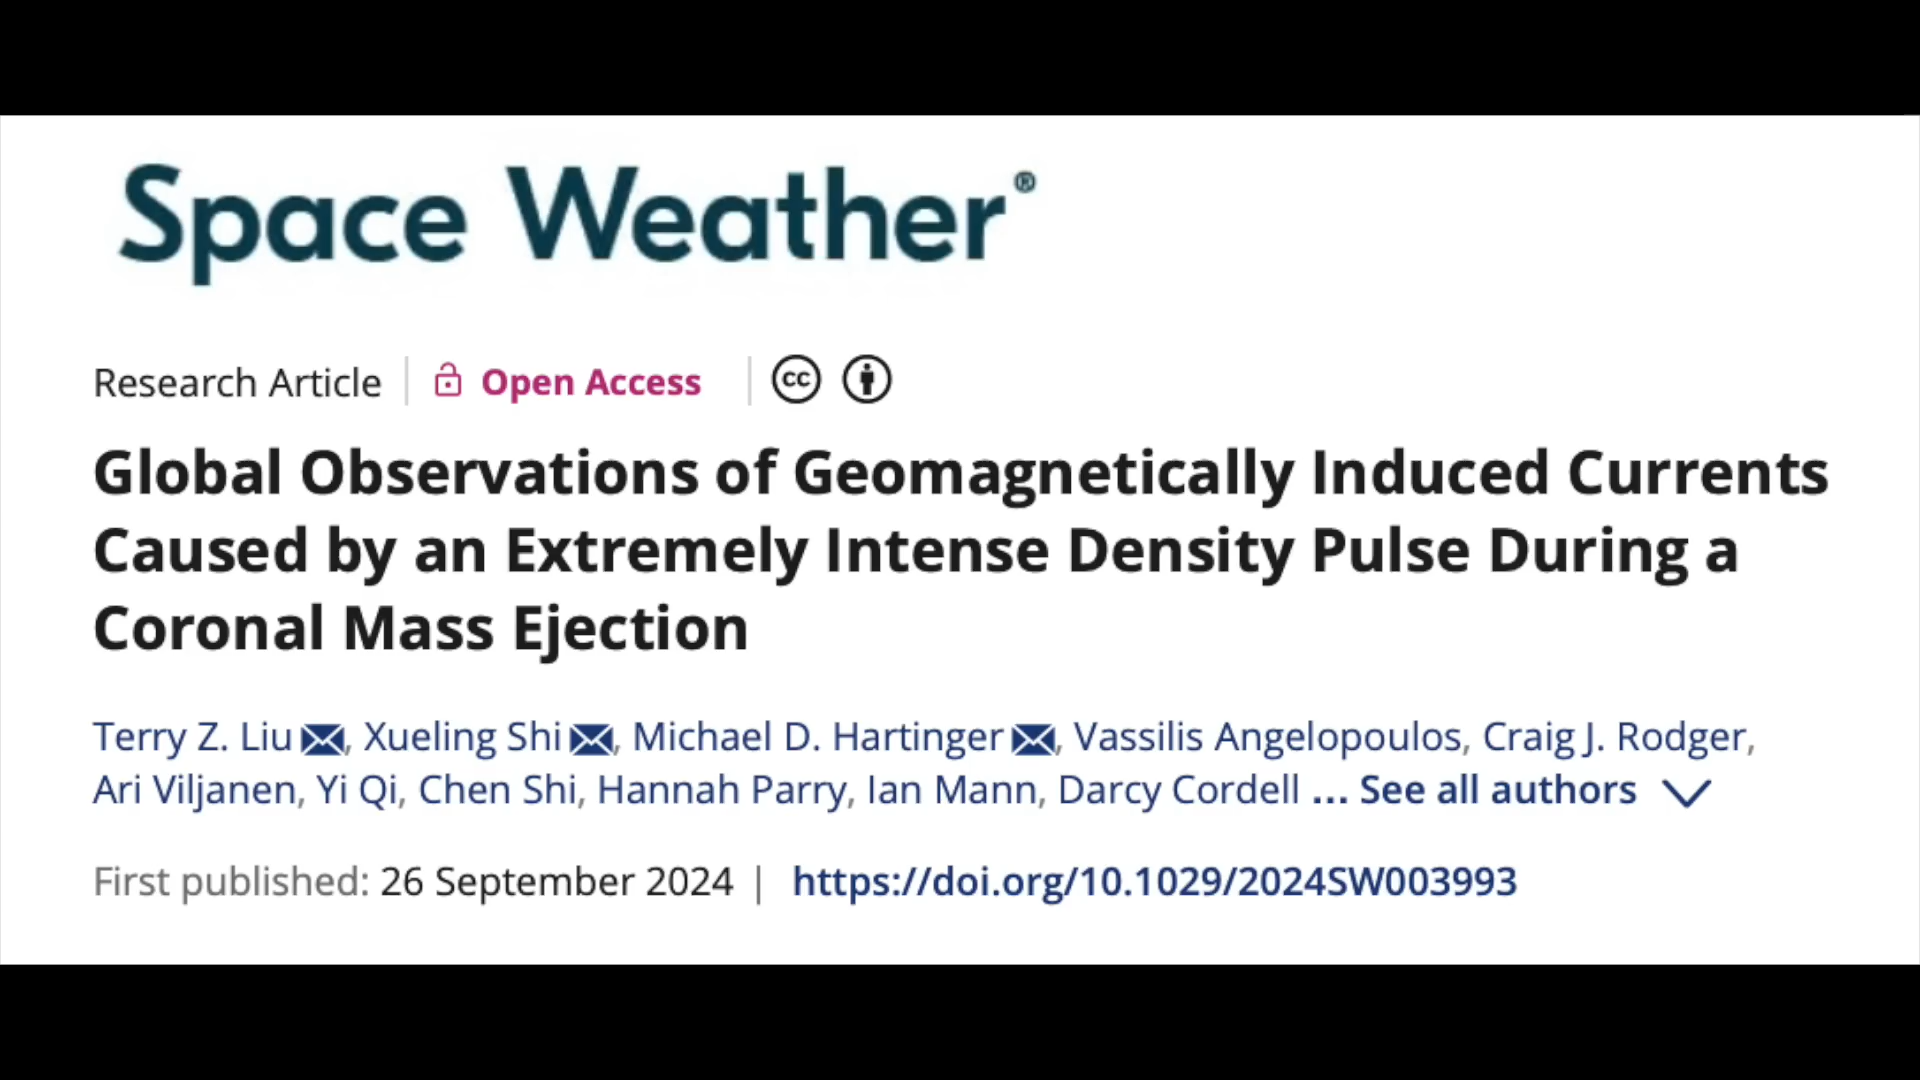 Space Weather®
Research Article | Open Access | cc
Global Observations of Geomagnetically Induced Currents
Caused by an Extremely Intense Density Pulse During a
Coronal Mass Ejection
Terry Z. Liu, Xueling Shi, Michael D. Hartinger, Vassilis Angelopoulos, Craig J. Rodger,
Ari Viljanen, Yi Qi, Chen Shi, Hannah Parry, Ian Mann, Darcy Cordell ... See all authors
First published: 26 September 2024 | https://doi.org/10.1029/2024SW003993